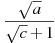 √a
√c + 1